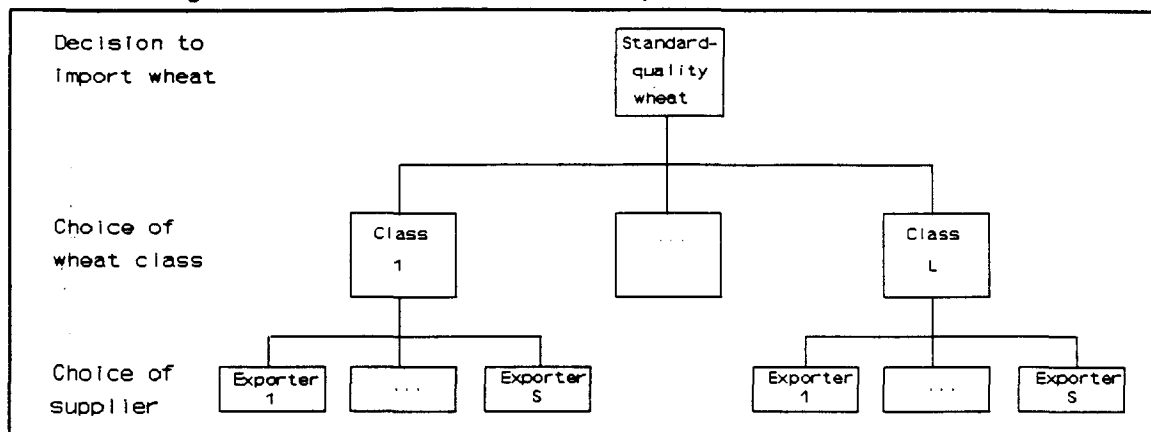 Decision to
import wheat
Standard-
quality
wheat
Choice of
wheat class
Class
1
...
Class
L
Choice of
supplier
Exporter
1
...
Exporter
S
Exporter
1
...
Exporter
S